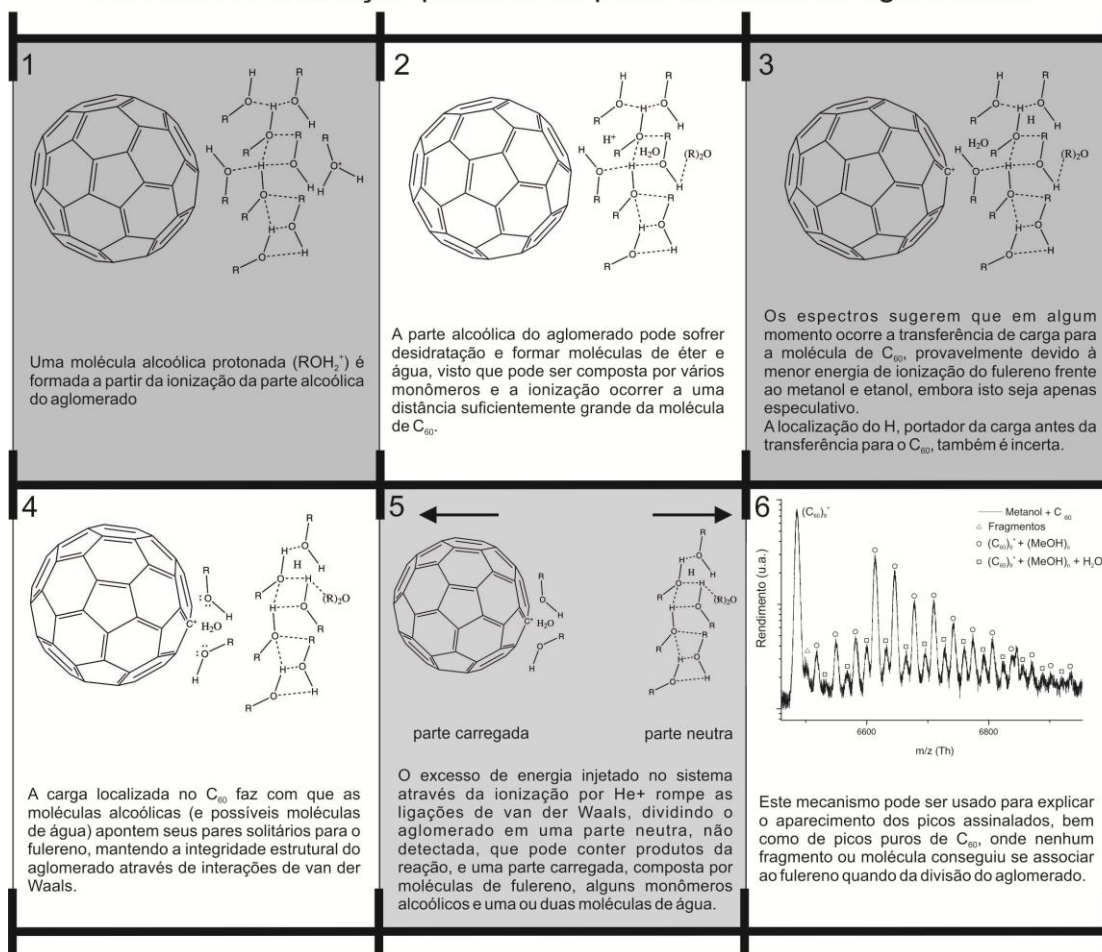 1
H
R
H
O
O
R
H
O
R
H
H
O
R
O
H
O⁺
H
R
H
R
O
R
H
O
R
O
H
H
Uma molécula alcoólica protonada (ROH₂⁺) é
formada a partir da ionização da parte alcoólica
do aglomerado
2
H
R
H
O
O
R
H
H⁺
O
R
H₂O
(R)₂O
H
H
O
R
O
H
R
O
R
H
O
R
O
H
H
A parte alcoólica do aglomerado pode sofrer
desidratação e formar moléculas de éter e
água, visto que pode ser composta por vários
monômeros e a ionização ocorrer a uma
distância suficientemente grande da molécula
de C₆₀.
3
H
R
H
O
O
R
H
H
H₂O
O
R
(R)₂O
H
H
O
C⁺
R
O
H
R
O
R
H
O
R
O
H
H
Os espectros sugerem que em algum
momento ocorre a transferência de carga para
a molécula de C₆₀, provavelmente devido à
menor energia de ionização do fulereno frente
ao metanol e etanol, embora isto seja apenas
especulativo.
A localização do H, portador da carga antes da
transferência para o C₆₀, também é incerta.
4
R
O
H
C⁺
H₂O
O
R
H
R
H
O
H
H
O
H
R
(R)₂O
H
O
R
O
R
H
O
R
O
H
H
A carga localizada no C₆₀ faz com que as
moléculas alcoólicas (e possíveis moléculas
de água) apontem seus pares solitários para o
fulereno, mantendo a integridade estrutural do
aglomerado através de interações de van der
Waals.
5
R
O
H
C⁺
H₂O
O
R
H
R
H
O
H
H
O
H
R
(R)₂O
H
O
R
O
R
H
O
R
O
H
H
parte carregada
parte neutra
O excesso de energia injetado no sistema
através da ionização por He+ rompe as
ligações de van der Waals, dividindo o
aglomerado em uma parte neutra, não
detectada, que pode conter produtos da
reação, e uma parte carregada, composta por
moléculas de fulereno, alguns monômeros
alcoólicos e uma ou duas moléculas de água.
6
(C₆₀)₉⁺
Metanol + C₆₀
Fragmentos
(C₆₀)₉⁺ + (MeOH)ₙ
(C₆₀)₉⁺ + (MeOH)ₙ + H₂O
Rendimento (u.a.)
6600
6800
m/z (Th)
Este mecanismo pode ser usado para explicar
o aparecimento dos picos assinalados, bem
como de picos puros de C₆₀, onde nenhum
fragmento ou molécula conseguiu se associar
ao fulereno quando da divisão do aglomerado.